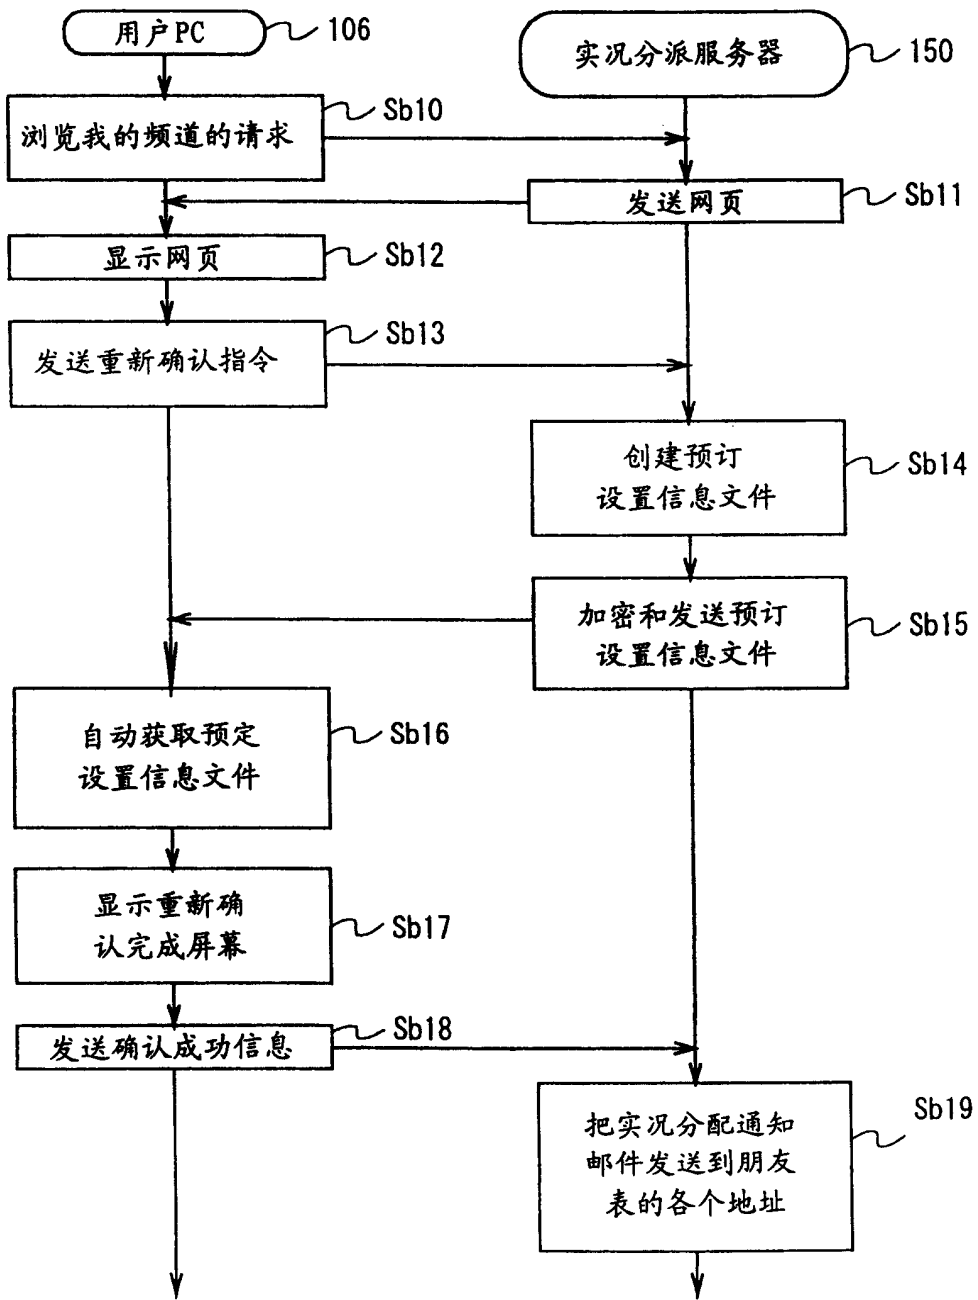 用户PC
106
实况分派服务器
150
浏览我的频道的请求
Sb10
发送网页
Sb11
显示网页
Sb12
发送重新确认指令
Sb13
创建预订
设置信息文件
Sb14
加密和发送预订
设置信息文件
Sb15
自动获取预定
设置信息文件
Sb16
显示重新确
认完成屏幕
Sb17
发送确认成功信息
Sb18
把实况分配通知
邮件发送到朋友
表的各个地址
Sb19